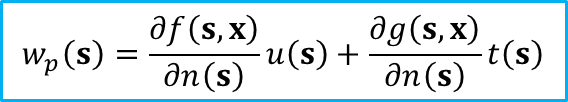 w_p(𝐬) = ∂f(𝐬, 𝐱)/∂n(𝐬) u(𝐬) + ∂g(𝐬, 𝐱)/∂n(𝐬) t(𝐬)